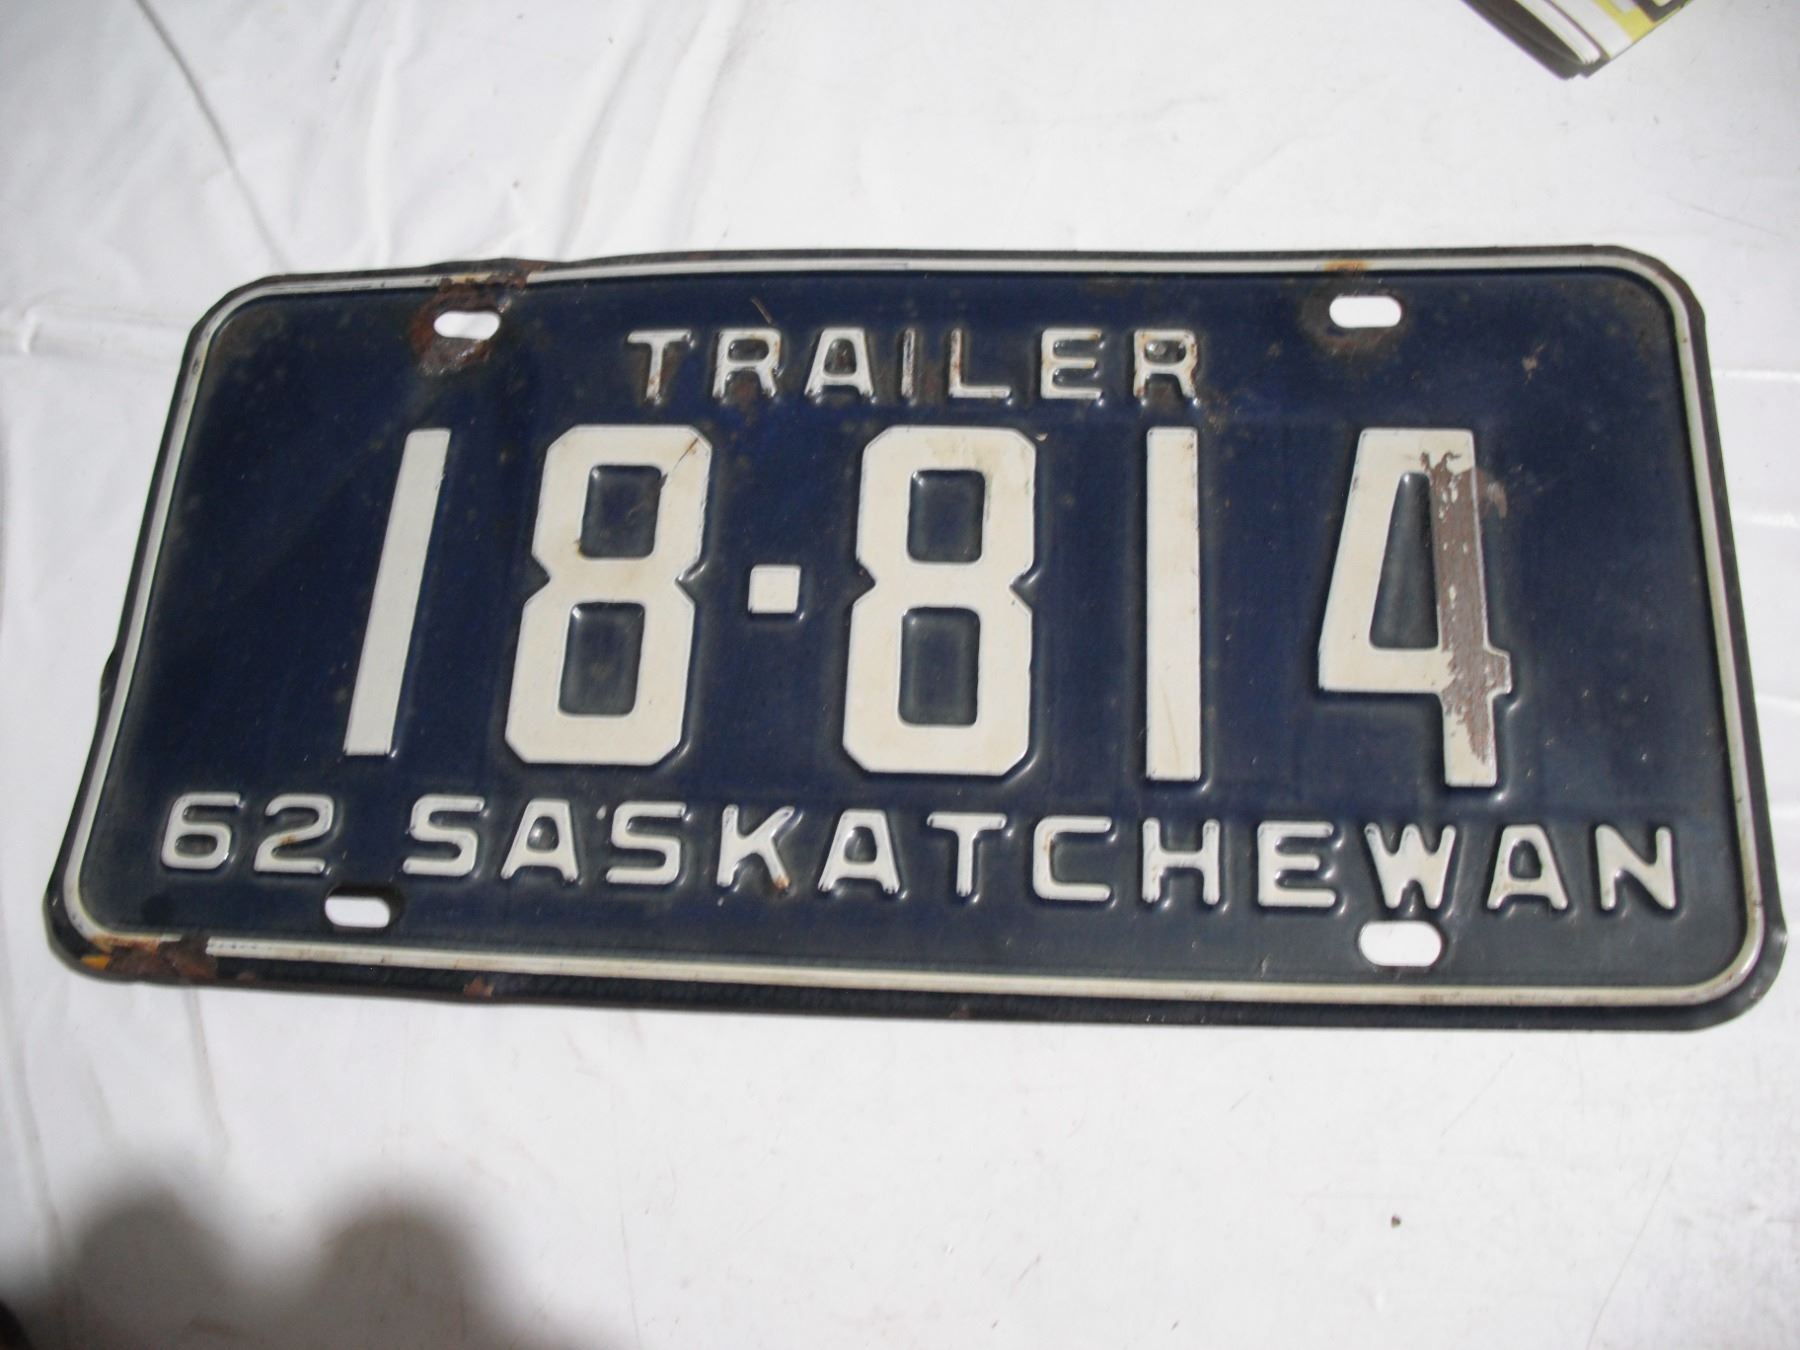 TRAILER
18-814
62 SASKATCHEWAN